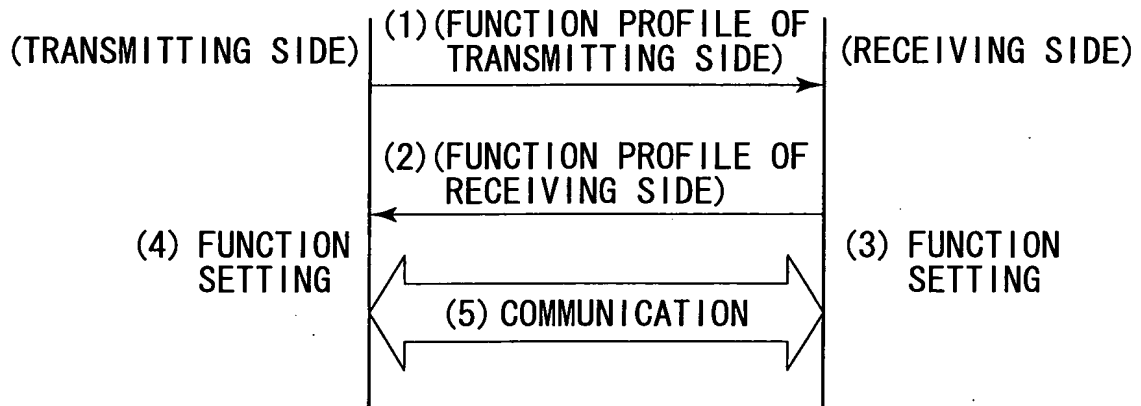 (TRANSMITTING SIDE)
(1) (FUNCTION PROFILE OF
TRANSMITTING SIDE)
(RECEIVING SIDE)
(2) (FUNCTION PROFILE OF
RECEIVING SIDE)
(4) FUNCTION
SETTING
(3) FUNCTION
SETTING
(5) COMMUNICATION